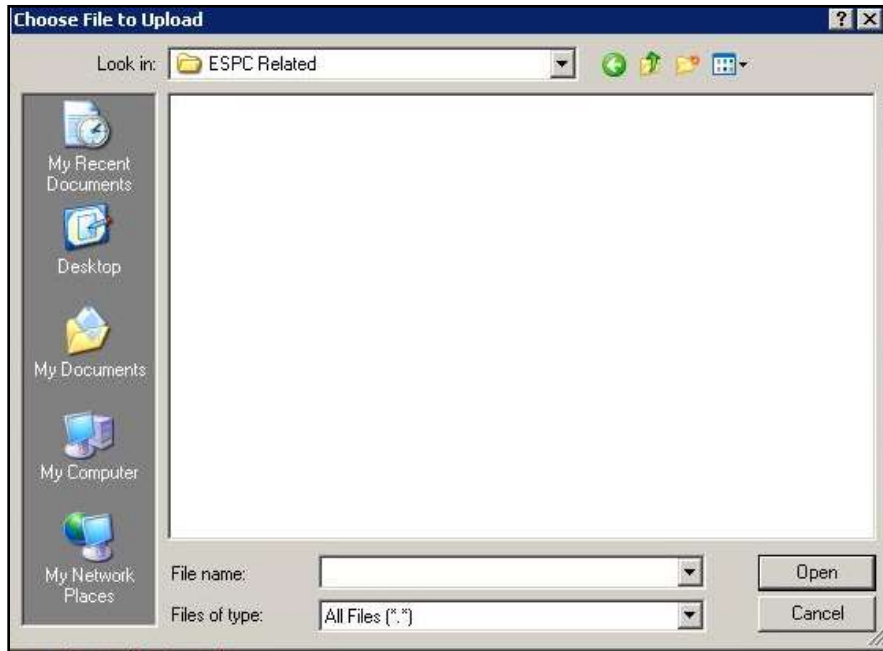 Choose File to Upload
Look in: ESPC Related
My Recent
Documents
Desktop
My Documents
My Computer
My Network
Places
File name:
Open
Files of type: All Files (*.*)
Cancel